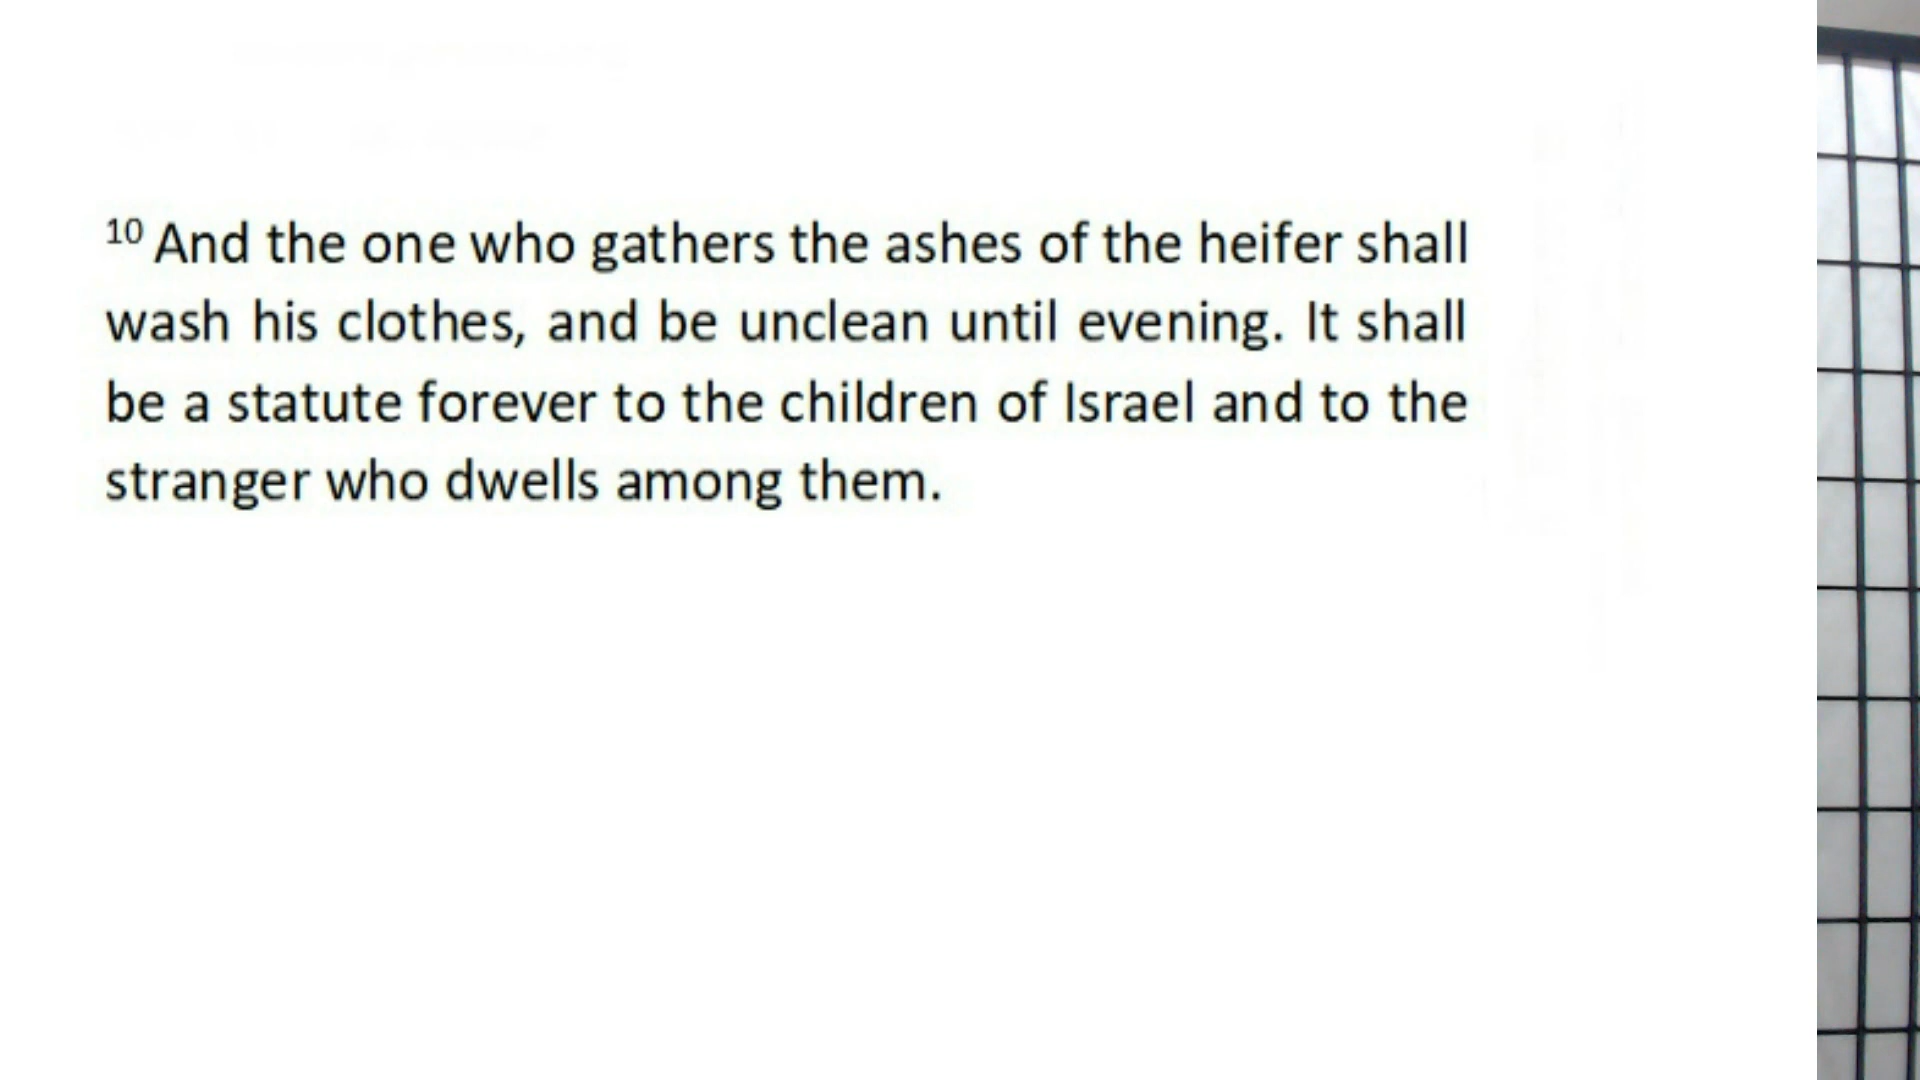 10 And the one who gathers the ashes of the heifer shall
wash his clothes, and be unclean until evening. It shall
be a statute forever to the children of Israel and to the
stranger who dwells among them.